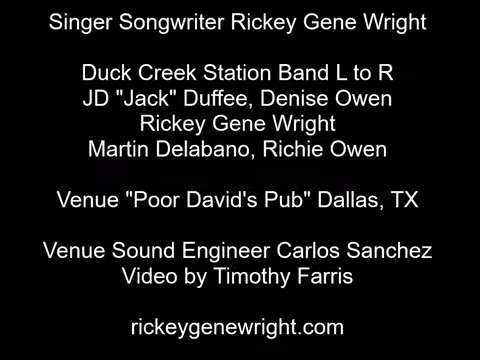 Singer Songwriter Rickey Gene Wright
Duck Creek Station Band L to R
JD "Jack" Duffee, Denise Owen
Rickey Gene Wright
Martin Delabano, Richie Owen
Venue "Poor David's Pub" Dallas, TX
Venue Sound Engineer Carlos Sanchez
Video by Timothy Farris
rickeygenewright.com